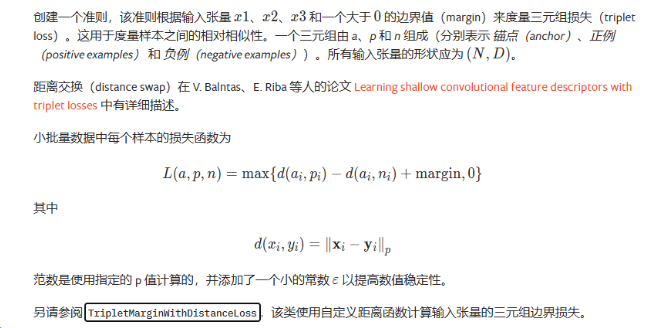 创建一个准则，该准则根据输入张量 x1、x2、x3 和一个大于 0 的边界值（margin）来度量三元组损失（triplet
loss）。这用于度量样本之间的相对相似性。一个三元组由 a、p 和 n 组成（分别表示 锚点（anchor）、正例
（positive examples） 和 负例（negative examples））。所有输入张量的形状应为 (N, D)。
距离交换（distance swap）在 V. Balntas、E. Riba 等人的论文 Learning shallow convolutional feature descriptors with
triplet losses 中有详细描述。
小批量数据中每个样本的损失函数为
L(a, p, n) = max{d(a_i, p_i) − d(a_i, n_i) + margin, 0}
其中
d(x_i, y_i) = ‖x_i − y_i‖_p
范数是使用指定的 p 值计算的，并添加了一个小的常数 ε 以提高数值稳定性。
另请参阅 TripletMarginWithDistanceLoss，该类使用自定义距离函数计算输入张量的三元组边界损失。